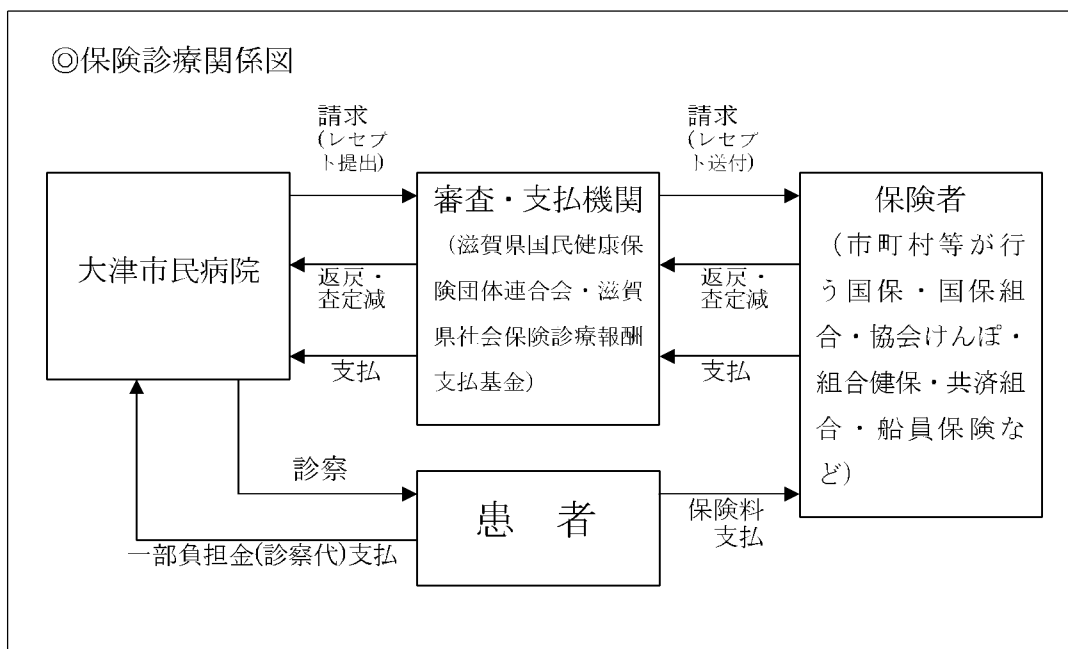 ◎保険診療関係図
請求
(レセプ
ト提出)
請求
(レセプ
ト送付)
大津市民病院
審査・支払機関
（滋賀県国民健康保
険団体連合会・滋賀
県社会保険診療報酬
支払基金）
保険者
（市町村等が行
う国保・国保組
合・協会けんぽ・
組合健保・共済組
合・船員保険な
ど）
返戻・
査定減
返戻・
査定減
支払
支払
診察
患　者
保険料
支払
一部負担金(診察代)支払